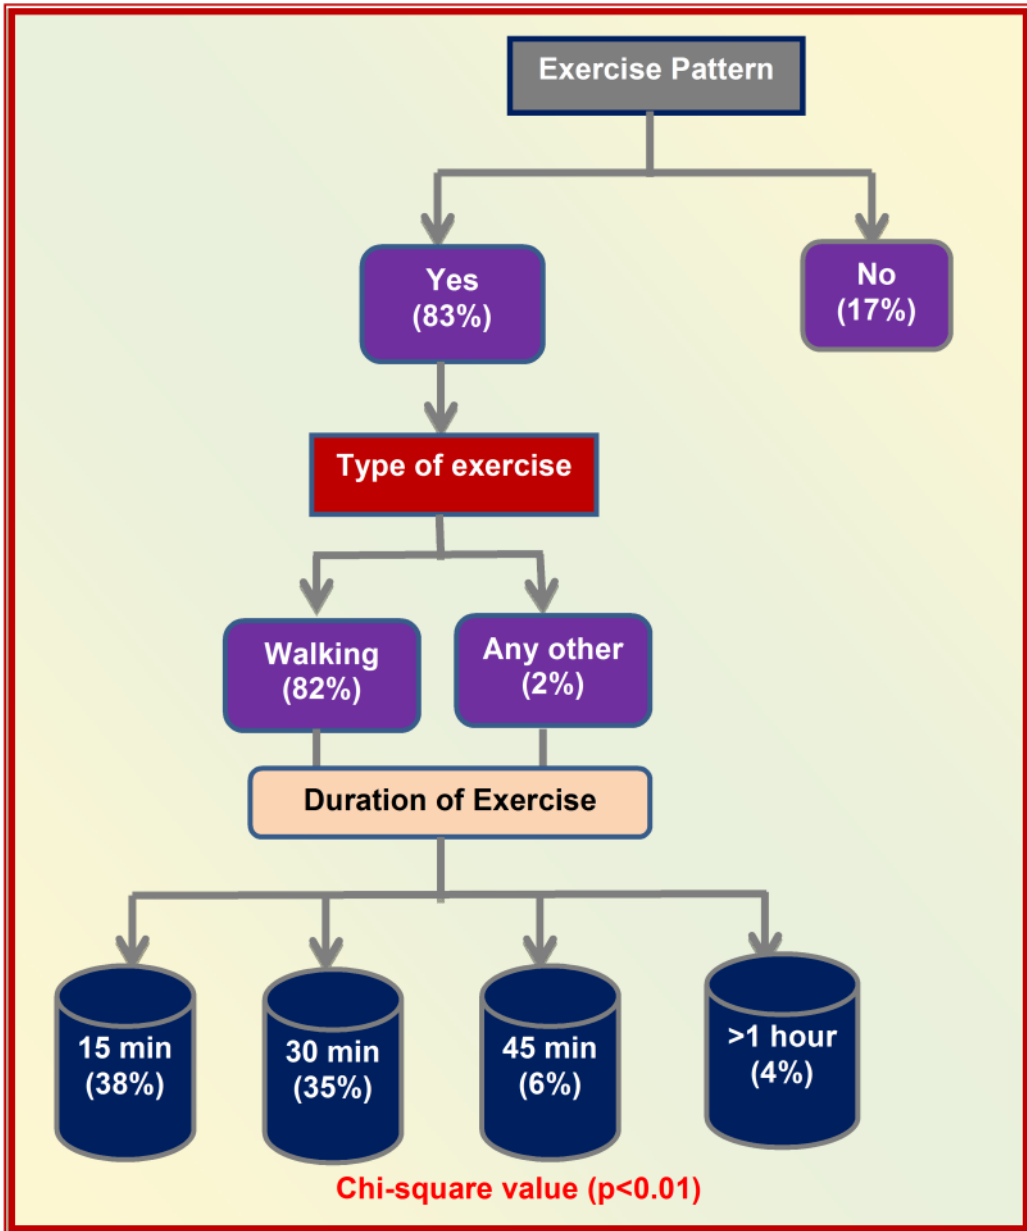 Exercise Pattern
Yes
(83%)
No
(17%)
Type of exercise
Walking
(82%)
Any other
(2%)
Duration of Exercise
15 min
(38%)
30 min
(35%)
45 min
(6%)
>1 hour
(4%)
Chi-square value (p<0.01)